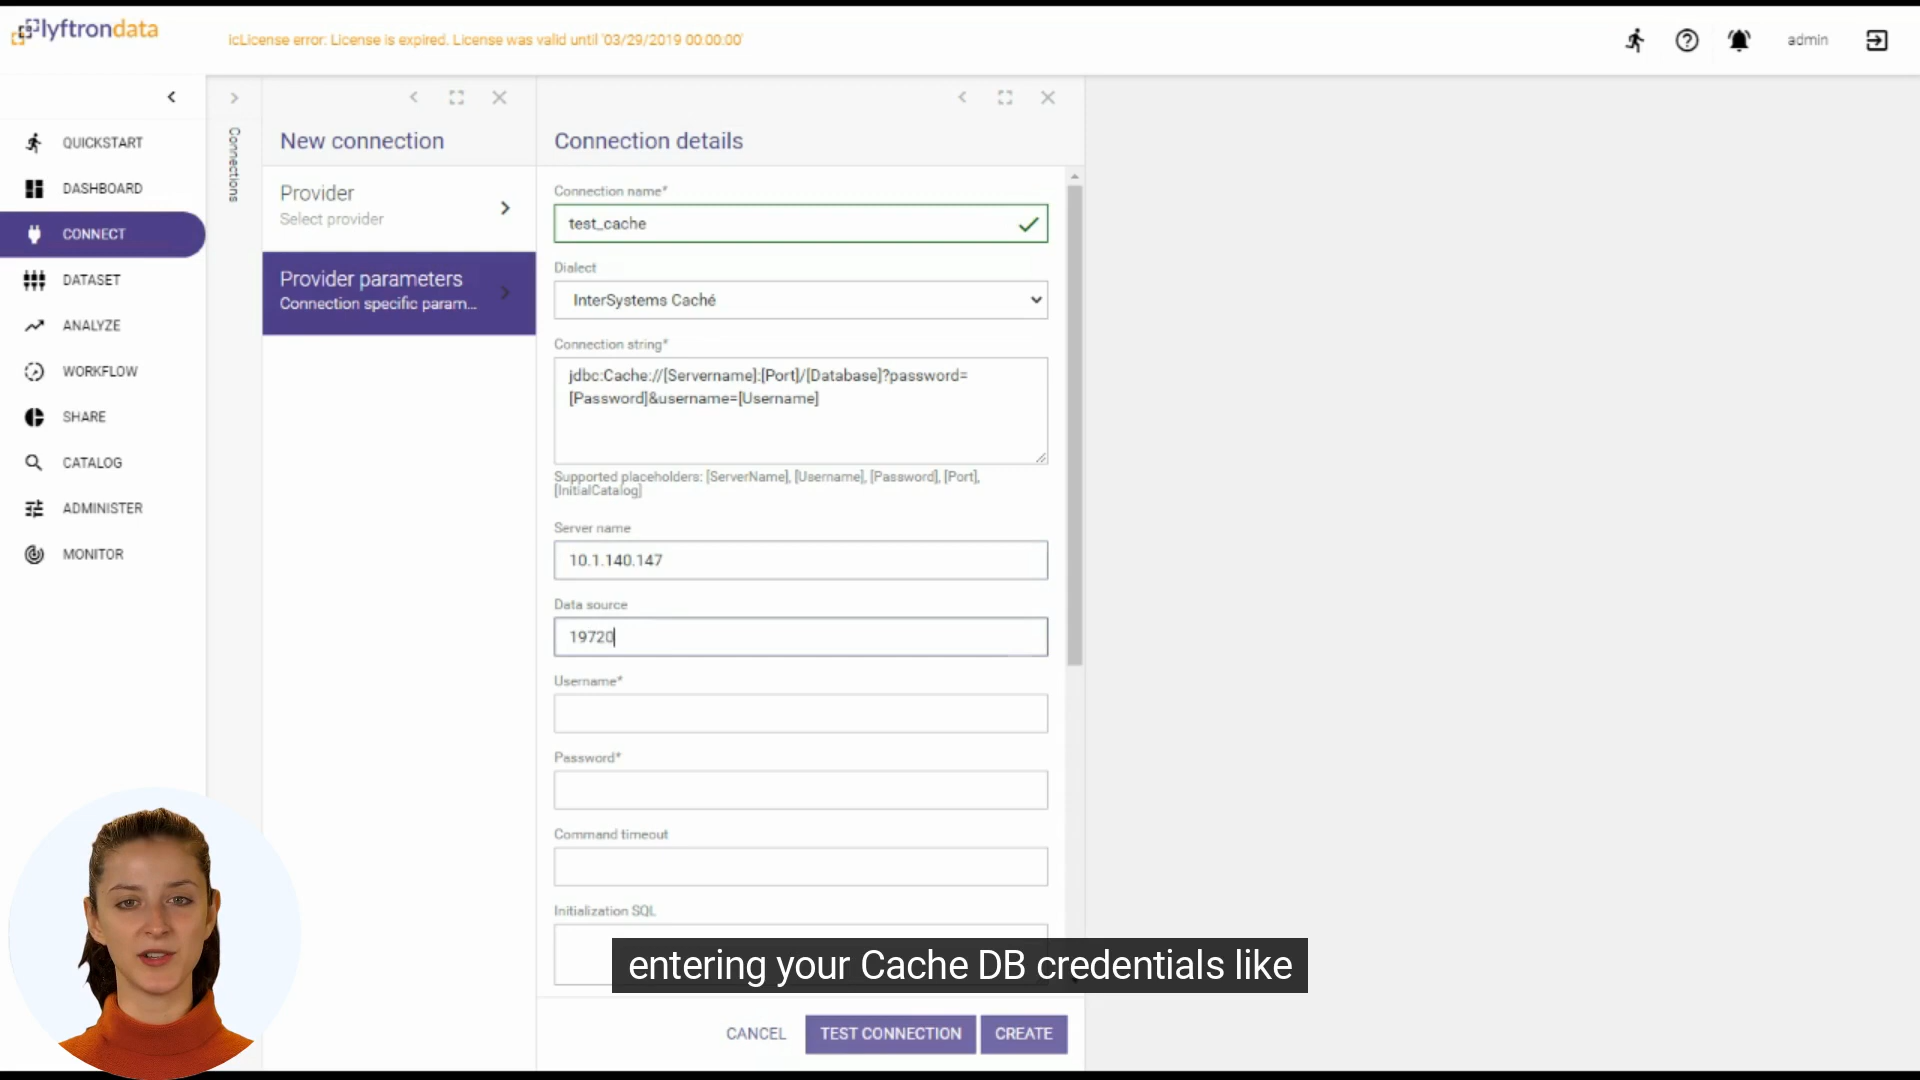 lyftrondata
icLicense error: License is expired. License was valid until '03/29/2019 00:00:00'
admin
QUICKSTART
DASHBOARD
CONNECT
DATASET
ANALYZE
WORKFLOW
SHARE
CATALOG
ADMINISTER
MONITOR
Connections
New connection
Provider
Select provider
Provider parameters
Connection specific param...
Connection details
Connection name*
test_cache
Dialect
InterSystems Caché
Connection string*
jdbc:Cache://[Servername]:[Port]/[Database]?password=
[Password]&username=[Username]
Supported placeholders: [ServerName], [Username], [Password], [Port],
[InitialCatalog]
Server name
10.1.140.147
Data source
19720
Username*
Password*
Command timeout
Initialization SQL
entering your Cache DB credentials like
CANCEL
TEST CONNECTION
CREATE